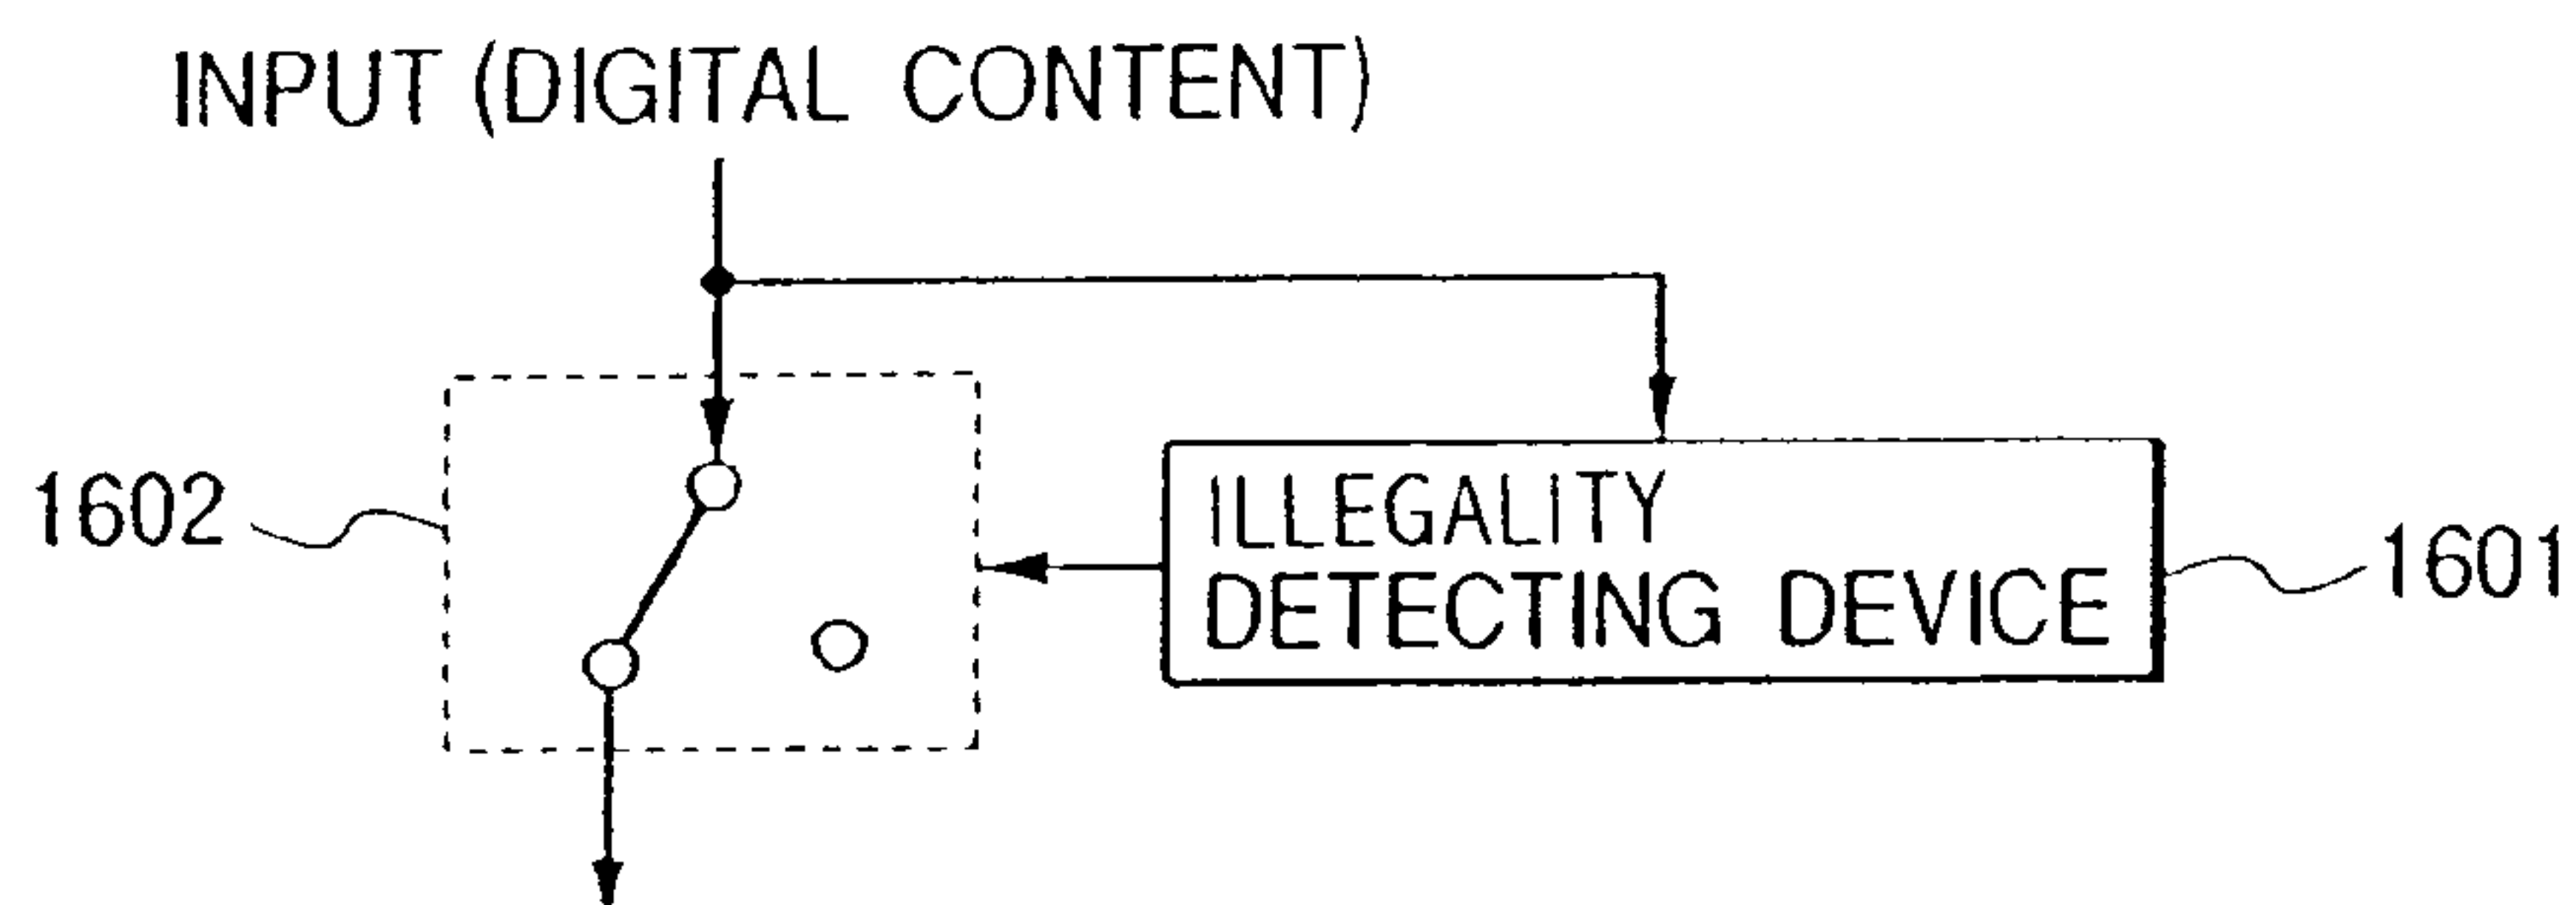 INPUT (DIGITAL CONTENT)
1602
ILLEGALITY
DETECTING DEVICE
1601